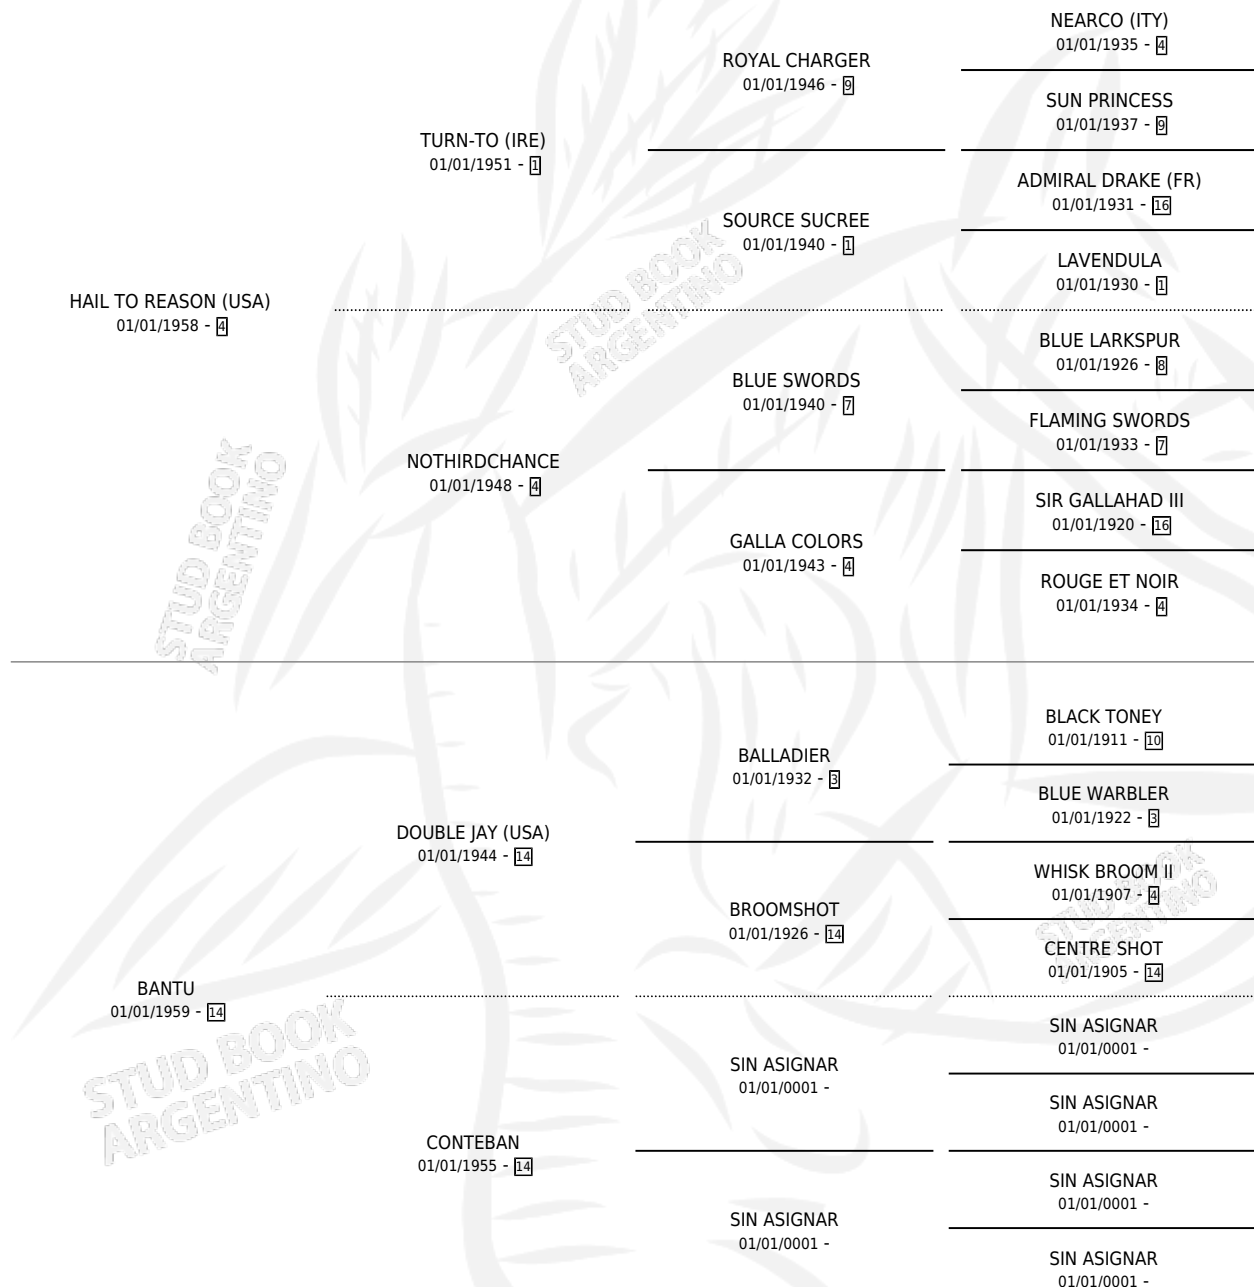 NEARCO (ITY)
01/01/1935 - 4
ROYAL CHARGER
01/01/1946 - 9
SUN PRINCESS
01/01/1937 - 9
TURN-TO (IRE)
01/01/1951 - 1
ADMIRAL DRAKE (FR)
01/01/1931 - 16
SOURCE SUCREE
01/01/1940 - 1
LAVENDULA
01/01/1930 - 1
HAIL TO REASON (USA)
01/01/1958 - 4
BLUE LARKSPUR
01/01/1926 - 8
BLUE SWORDS
01/01/1940 - 7
FLAMING SWORDS
01/01/1933 - 7
NOTHIRDCHANCE
01/01/1948 - 4
SIR GALLAHAD III
01/01/1920 - 16
GALLA COLORS
01/01/1943 - 4
ROUGE ET NOIR
01/01/1934 - 4
BLACK TONEY
01/01/1911 - 10
BALLADIER
01/01/1932 - 3
BLUE WARBLER
01/01/1922 - 3
DOUBLE JAY (USA)
01/01/1944 - 14
WHISK BROOM II
01/01/1907 - 4
BROOMSHOT
01/01/1926 - 14
CENTRE SHOT
01/01/1905 - 14
BANTU
01/01/1959 - 14
SIN ASIGNAR
01/01/0001 -
SIN ASIGNAR
01/01/0001 -
SIN ASIGNAR
01/01/0001 -
CONTEBAN
01/01/1955 - 14
SIN ASIGNAR
01/01/0001 -
SIN ASIGNAR
01/01/0001 -
SIN ASIGNAR
01/01/0001 -
STUD BOOK
ARGENTINO
STUD BOOK
ARGENTINO
STUD BOOK
ARGENTINO
STUD BOOK
ARGENTINO